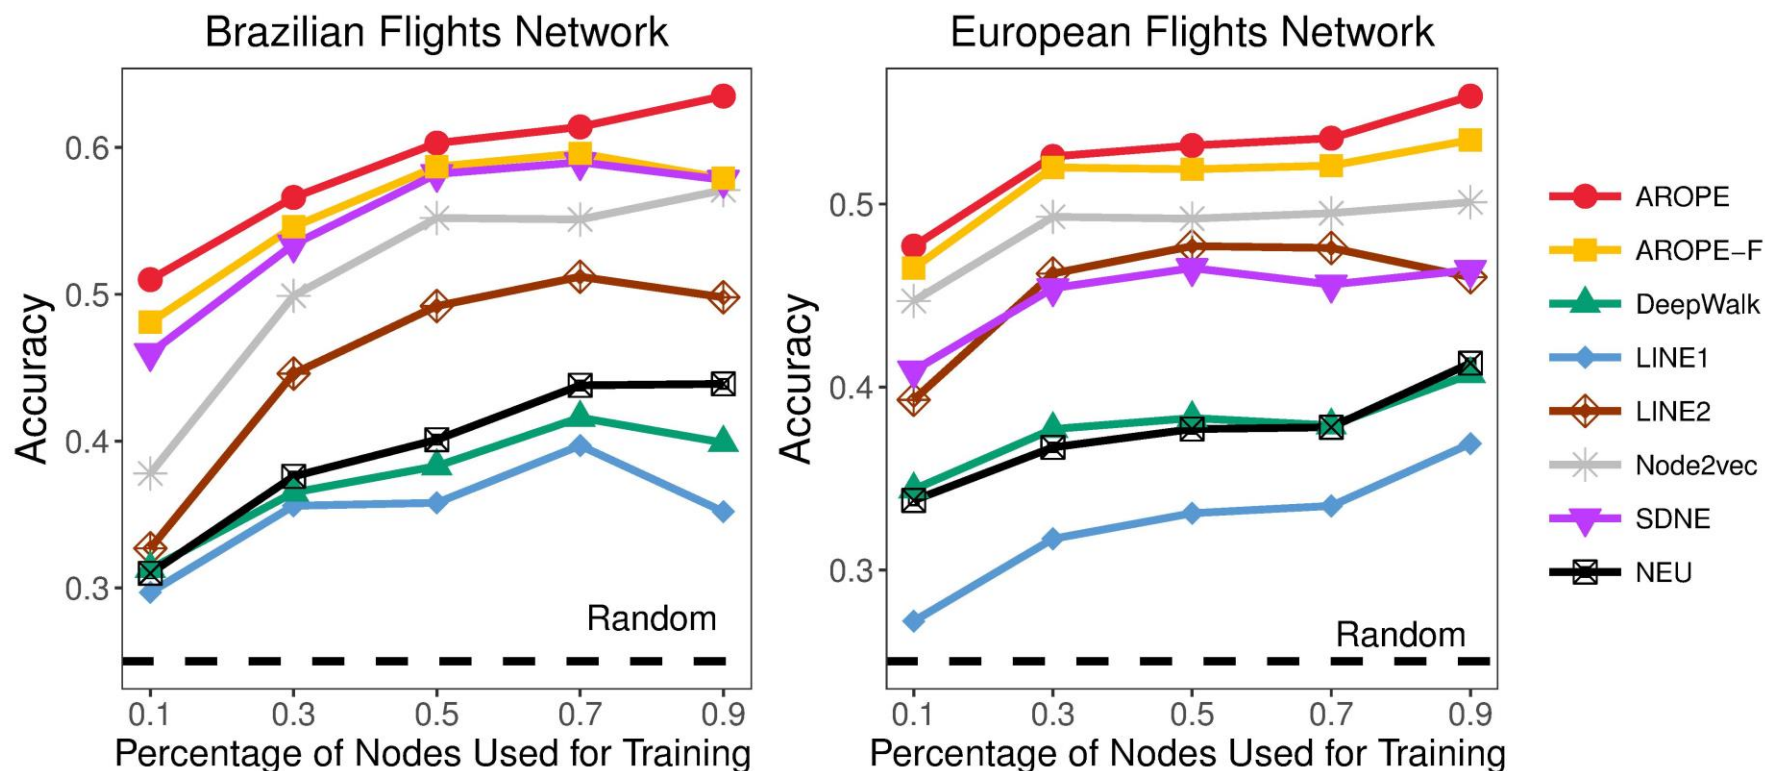 Brazilian Flights Network
Accuracy
0.6
0.5
0.4
0.3
Random
0.1 0.3 0.5 0.7 0.9
Percentage of Nodes Used for Training
European Flights Network
Accuracy
0.5
0.4
0.3
Random
0.1 0.3 0.5 0.7 0.9
Percentage of Nodes Used for Training
AROPE
AROPE−F
DeepWalk
LINE1
LINE2
Node2vec
SDNE
NEU